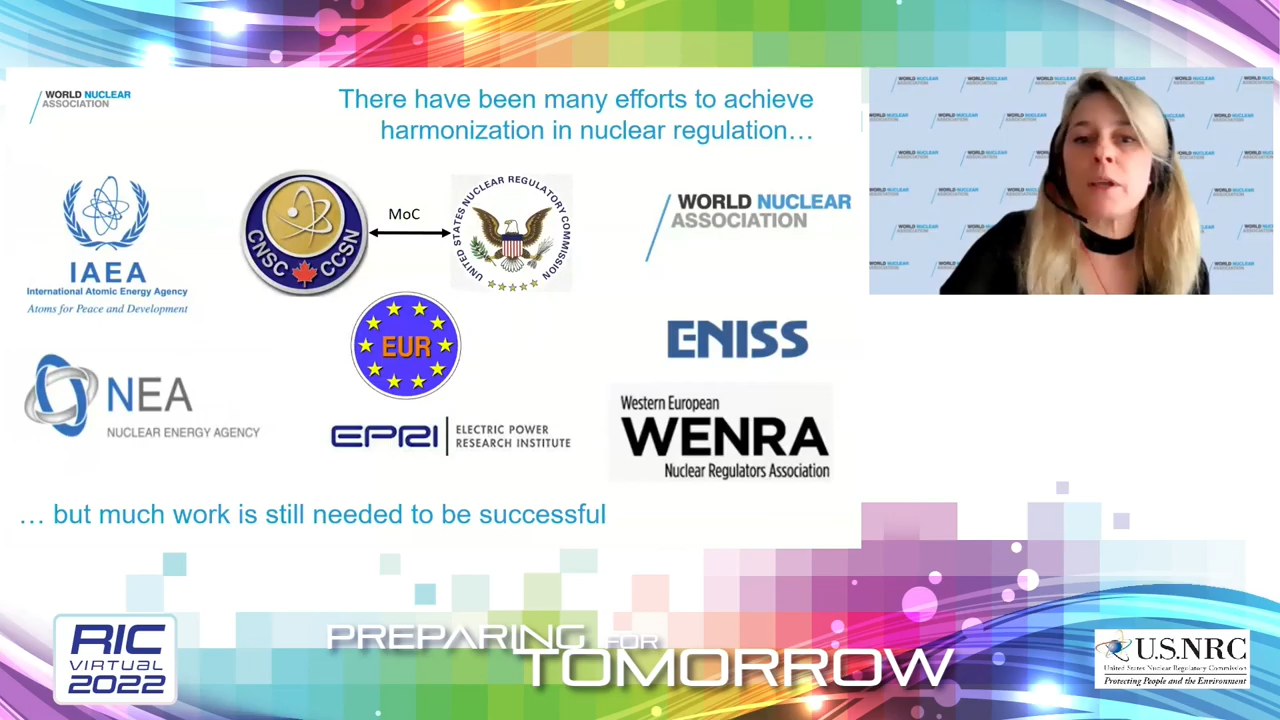 WORLD NUCLEAR
ASSOCIATION
There have been many efforts to achieve
harmonization in nuclear regulation…
IAEA
International Atomic Energy Agency
Atoms for Peace and Development
CNSC CCSN
MoC
UNITED STATES NUCLEAR REGULATORY COMMISSION
WORLD NUCLEAR
ASSOCIATION
EUR
ENISS
NEA
NUCLEAR ENERGY AGENCY
EPRI ELECTRIC POWER
RESEARCH INSTITUTE
Western European
WENRA
Nuclear Regulators Association
… but much work is still needed to be successful
WORLD NUCLEAR
ASSOCIATION
RIC
VIRTUAL
2022
PREPARING FOR
TOMORROW
U.S.NRC
United States Nuclear Regulatory Commission
Protecting People and the Environment